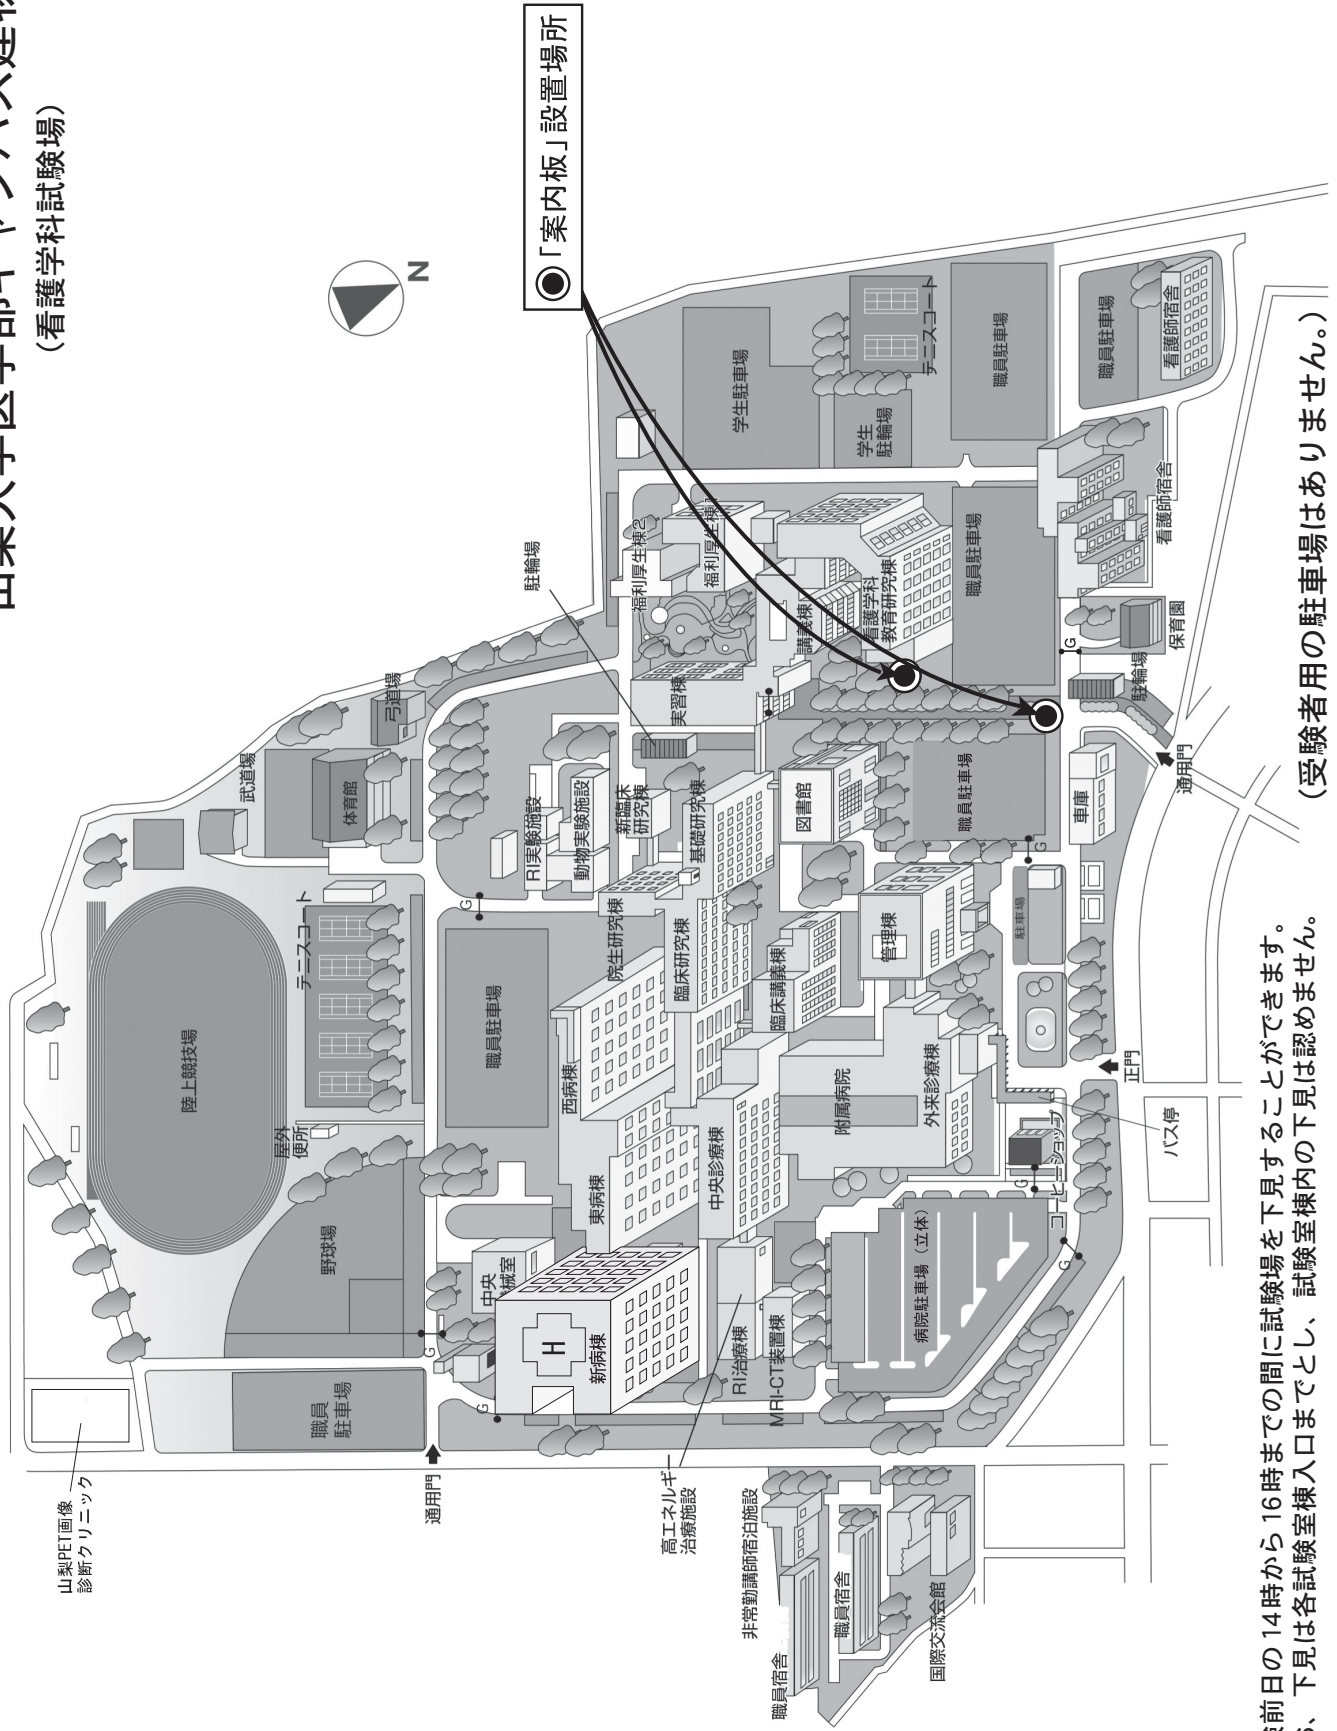 山梨大学医学部キャンパス建物
(看護学科試験場)
N
「案内板」設置場所
学生駐車場
テニスコート
職員駐車場
学生
駐輪場
職員駐車場
看護師宿舎
看護師宿舎
駐輪場
福利厚生棟2
福利厚生棟1
講義棟
看護学科
教育研究棟
職員駐車場
保育園
駐輪場
G
通用門
実習棟
弓道場
武道場
体育館
RI実験施設
動物実験施設
新臨床
研究棟
基礎研究棟
図書館
職員駐車場
車庫
G
駐車場
管理棟
臨床講義棟
臨床研究棟
院生研究棟
G
テニスコート
陸上競技場
職員駐車場
西病棟
附属病院
外来診療棟
正門
バス停
コーヒーショップ
G
G
中央診療棟
東病棟
屋外
便所
野球場
中央
機械室
新病棟
H
RI治療棟
MRI-CT装置棟
病院駐車場(立体)
G
G
職員
駐車場
通用門
山梨PET画像
診断クリニック
高エネルギー
治療施設
非常勤講師宿泊施設
職員宿舎
職員宿舎
国際交流会館
前日の14時から16時までの間に試験場を下見することができます。
、下見は各試験室棟入口までとし、試験室棟内の下見は認めません。
(受験者用の駐車場はありません。)